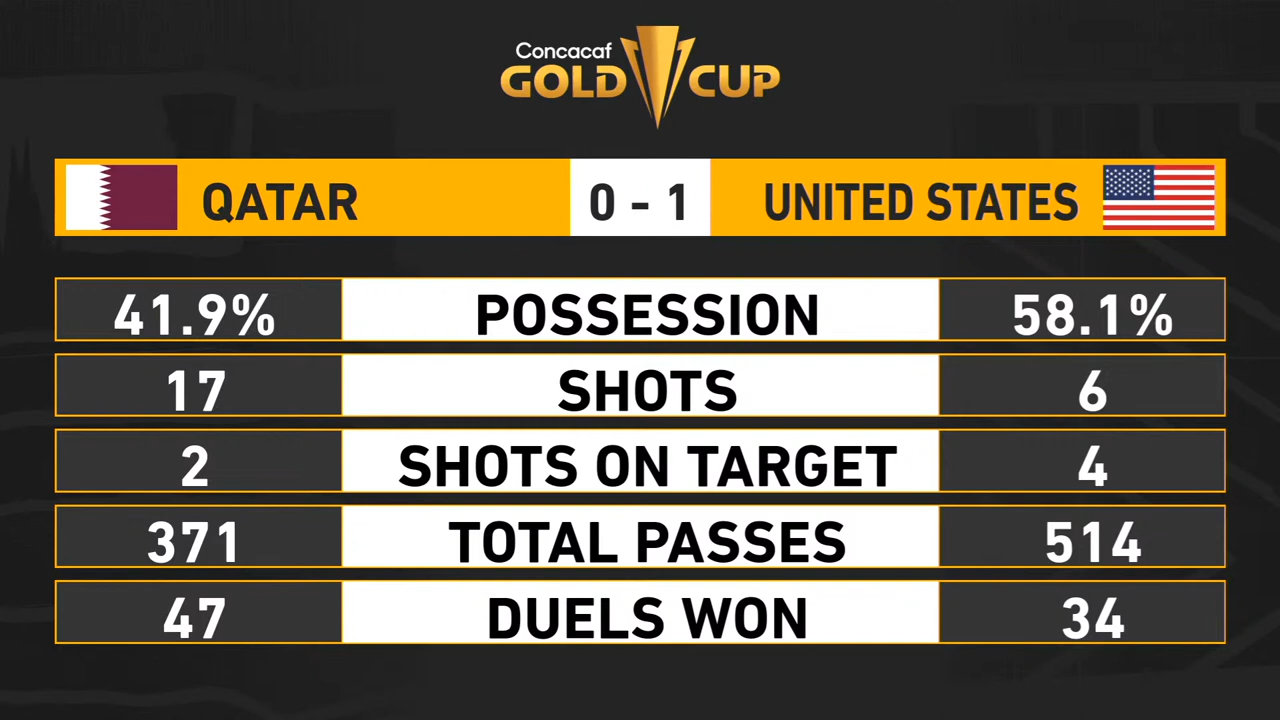 Concacaf
GOLD CUP
QATAR 0 - 1 UNITED STATES
41.9% POSSESSION 58.1%
17 SHOTS 6
2 SHOTS ON TARGET 4
371 TOTAL PASSES 514
47 DUELS WON 34